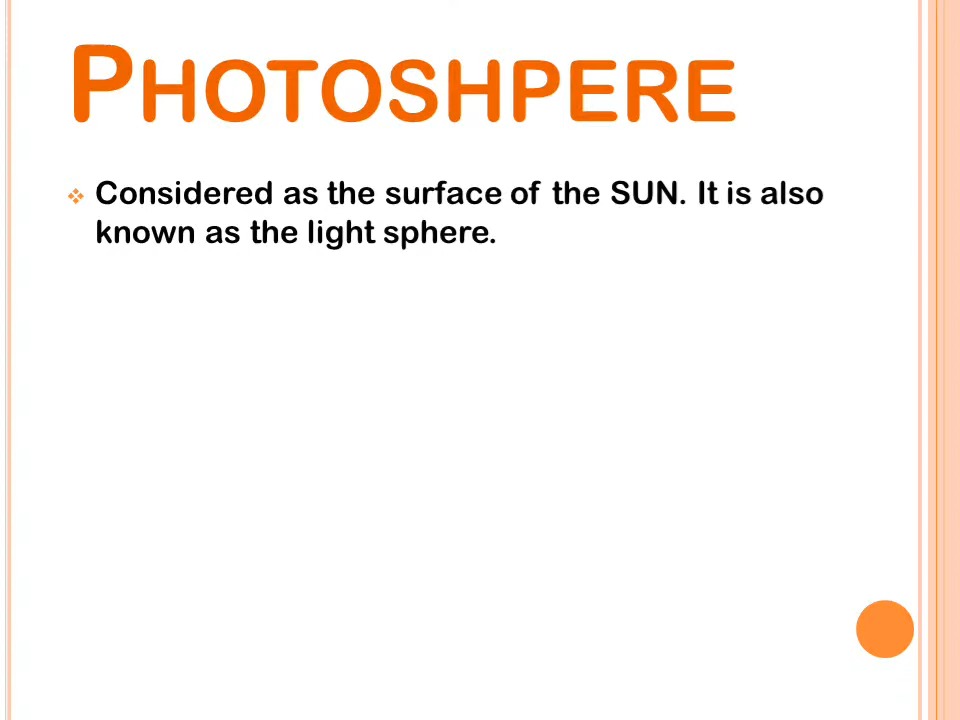 PHOTOSHPERE
Considered as the surface of the SUN. It is also
known as the light sphere.